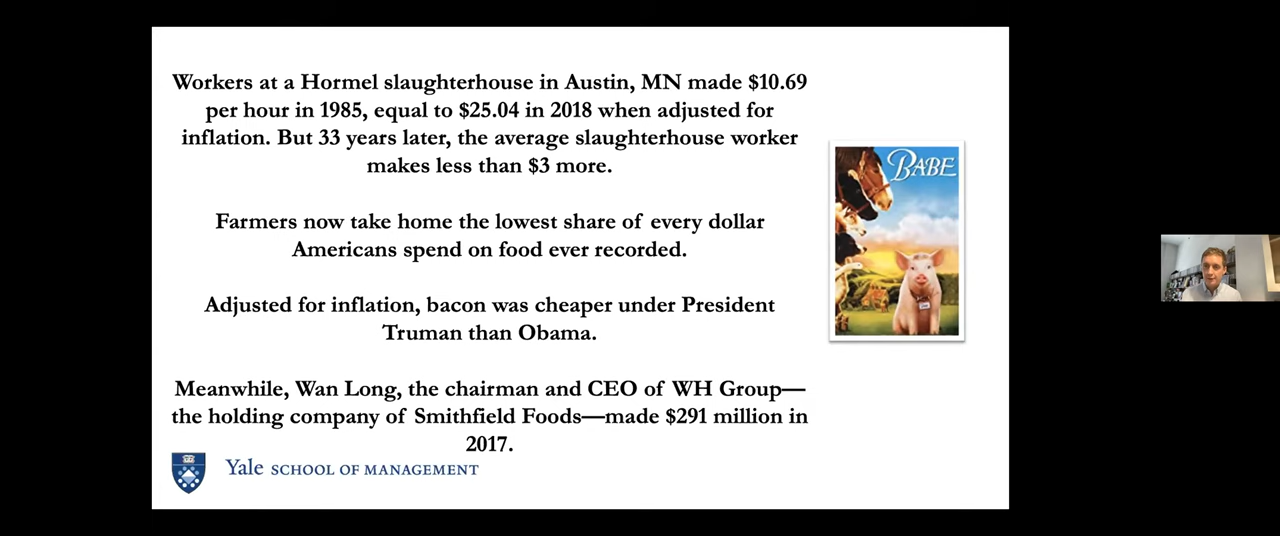 Workers at a Hormel slaughterhouse in Austin, MN made $10.69
per hour in 1985, equal to $25.04 in 2018 when adjusted for
inflation. But 33 years later, the average slaughterhouse worker
makes less than $3 more.
Farmers now take home the lowest share of every dollar
Americans spend on food ever recorded.
Adjusted for inflation, bacon was cheaper under President
Truman than Obama.
Meanwhile, Wan Long, the chairman and CEO of WH Group—
the holding company of Smithfield Foods—made $291 million in
2017.
Yale SCHOOL OF MANAGEMENT
BABE